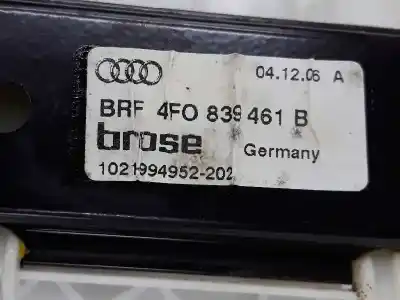 04.12.06 A
BRF 4F0 839 461 B
brose Germany
1021994952-202